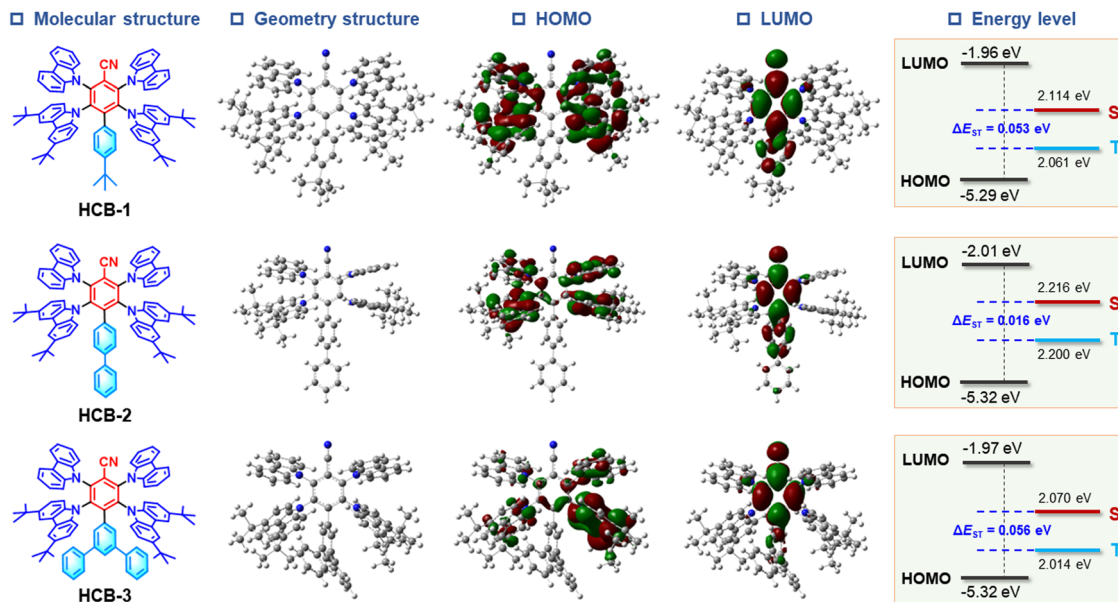 Molecular structure
Geometry structure
HOMO
LUMO
Energy level
CN
N
N
N
N
HCB-1
LUMO
-1.96 eV
2.114 eV
S
ΔEST = 0.053 eV
T
2.061 eV
HOMO
-5.29 eV
CN
N
N
N
N
HCB-2
LUMO
-2.01 eV
2.216 eV
S
ΔEST = 0.016 eV
T
2.200 eV
HOMO
-5.32 eV
CN
N
N
N
N
HCB-3
LUMO
-1.97 eV
2.070 eV
S
ΔEST = 0.056 eV
T
2.014 eV
HOMO
-5.32 eV